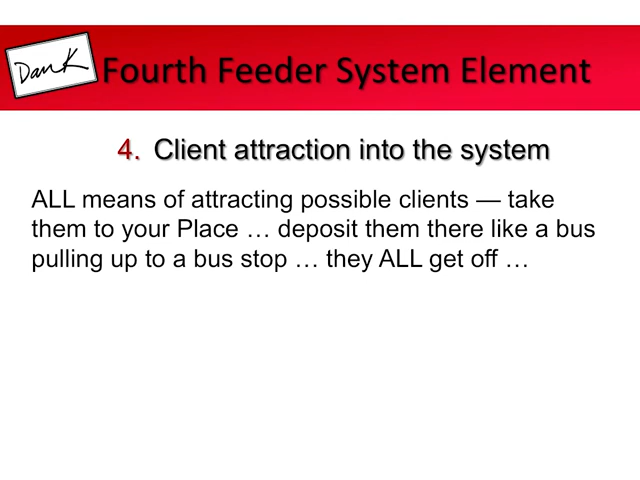 DanK
Fourth Feeder System Element
4. Client attraction into the system
ALL means of attracting possible clients — take
them to your Place … deposit them there like a bus
pulling up to a bus stop … they ALL get off …